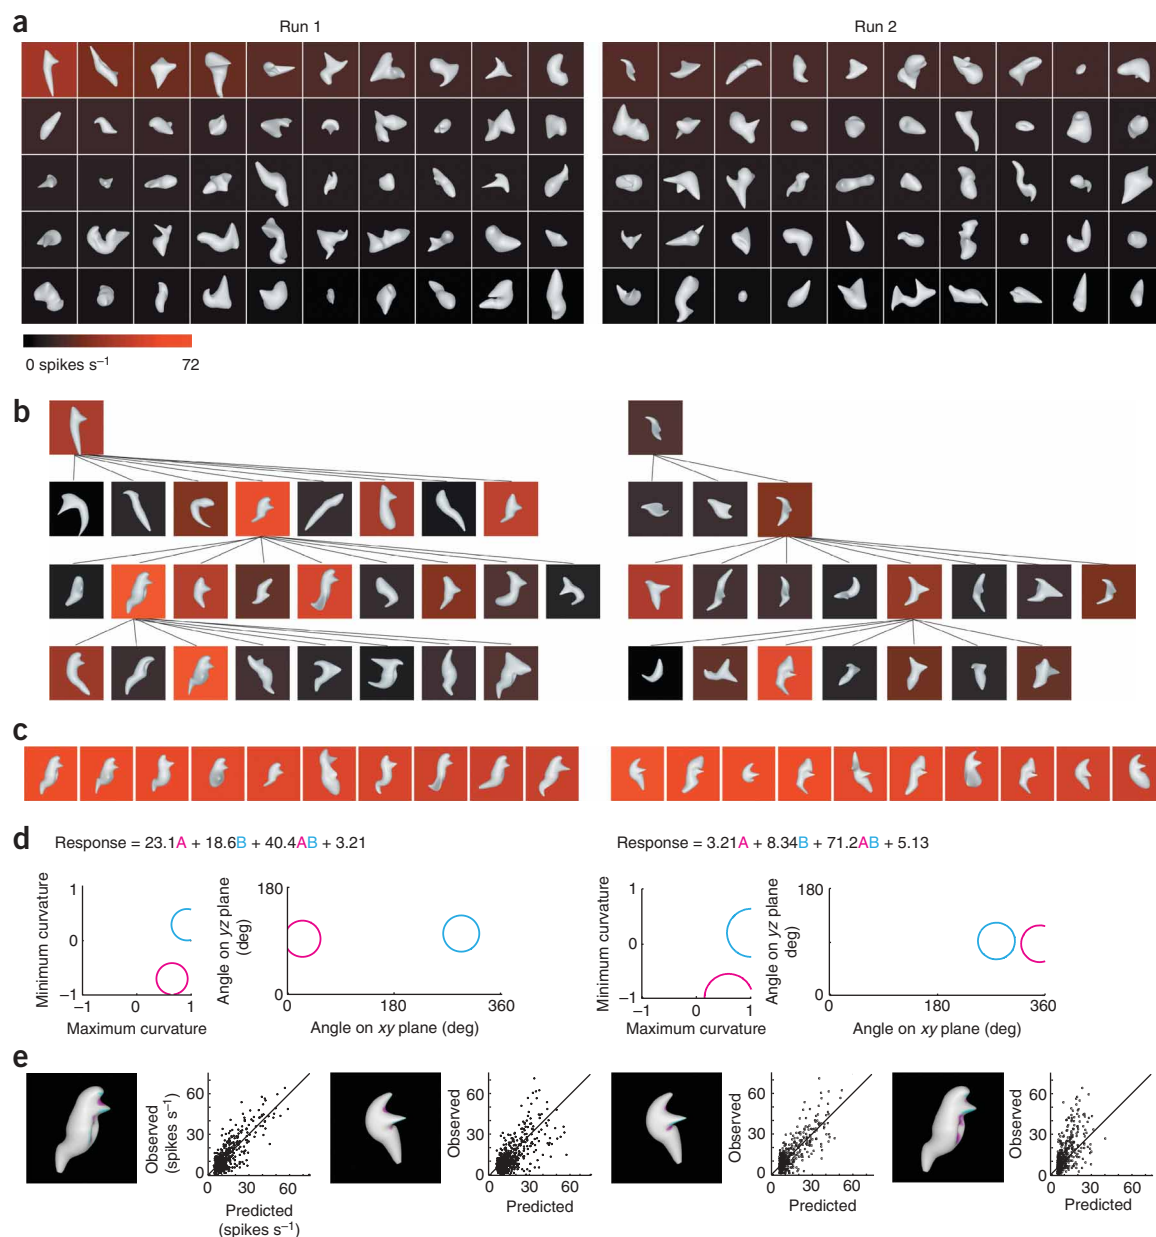 a
Run 1
Run 2
0 spikes s⁻¹
72
b
c
d
Response = 23.1A + 18.6B + 40.4AB + 3.21
Response = 3.21A + 8.34B + 71.2AB + 5.13
Minimum curvature
1
0
−1
−1
0
1
Maximum curvature
Angle on yz plane
(deg)
180
0
0
180
360
Angle on xy plane (deg)
Minimum curvature
1
0
−1
−1
0
1
Maximum curvature
Angle on yz plane
deg)
180
0
0
180
360
Angle on xy plane (deg)
e
Observed
(spikes s⁻¹)
60
30
0
0
30
60
Predicted
(spikes s⁻¹)
Observed
60
30
0
0
30
60
Predicted
Observed
60
30
0
0
30
60
Predicted
Observed
60
30
0
0
30
60
Predicted